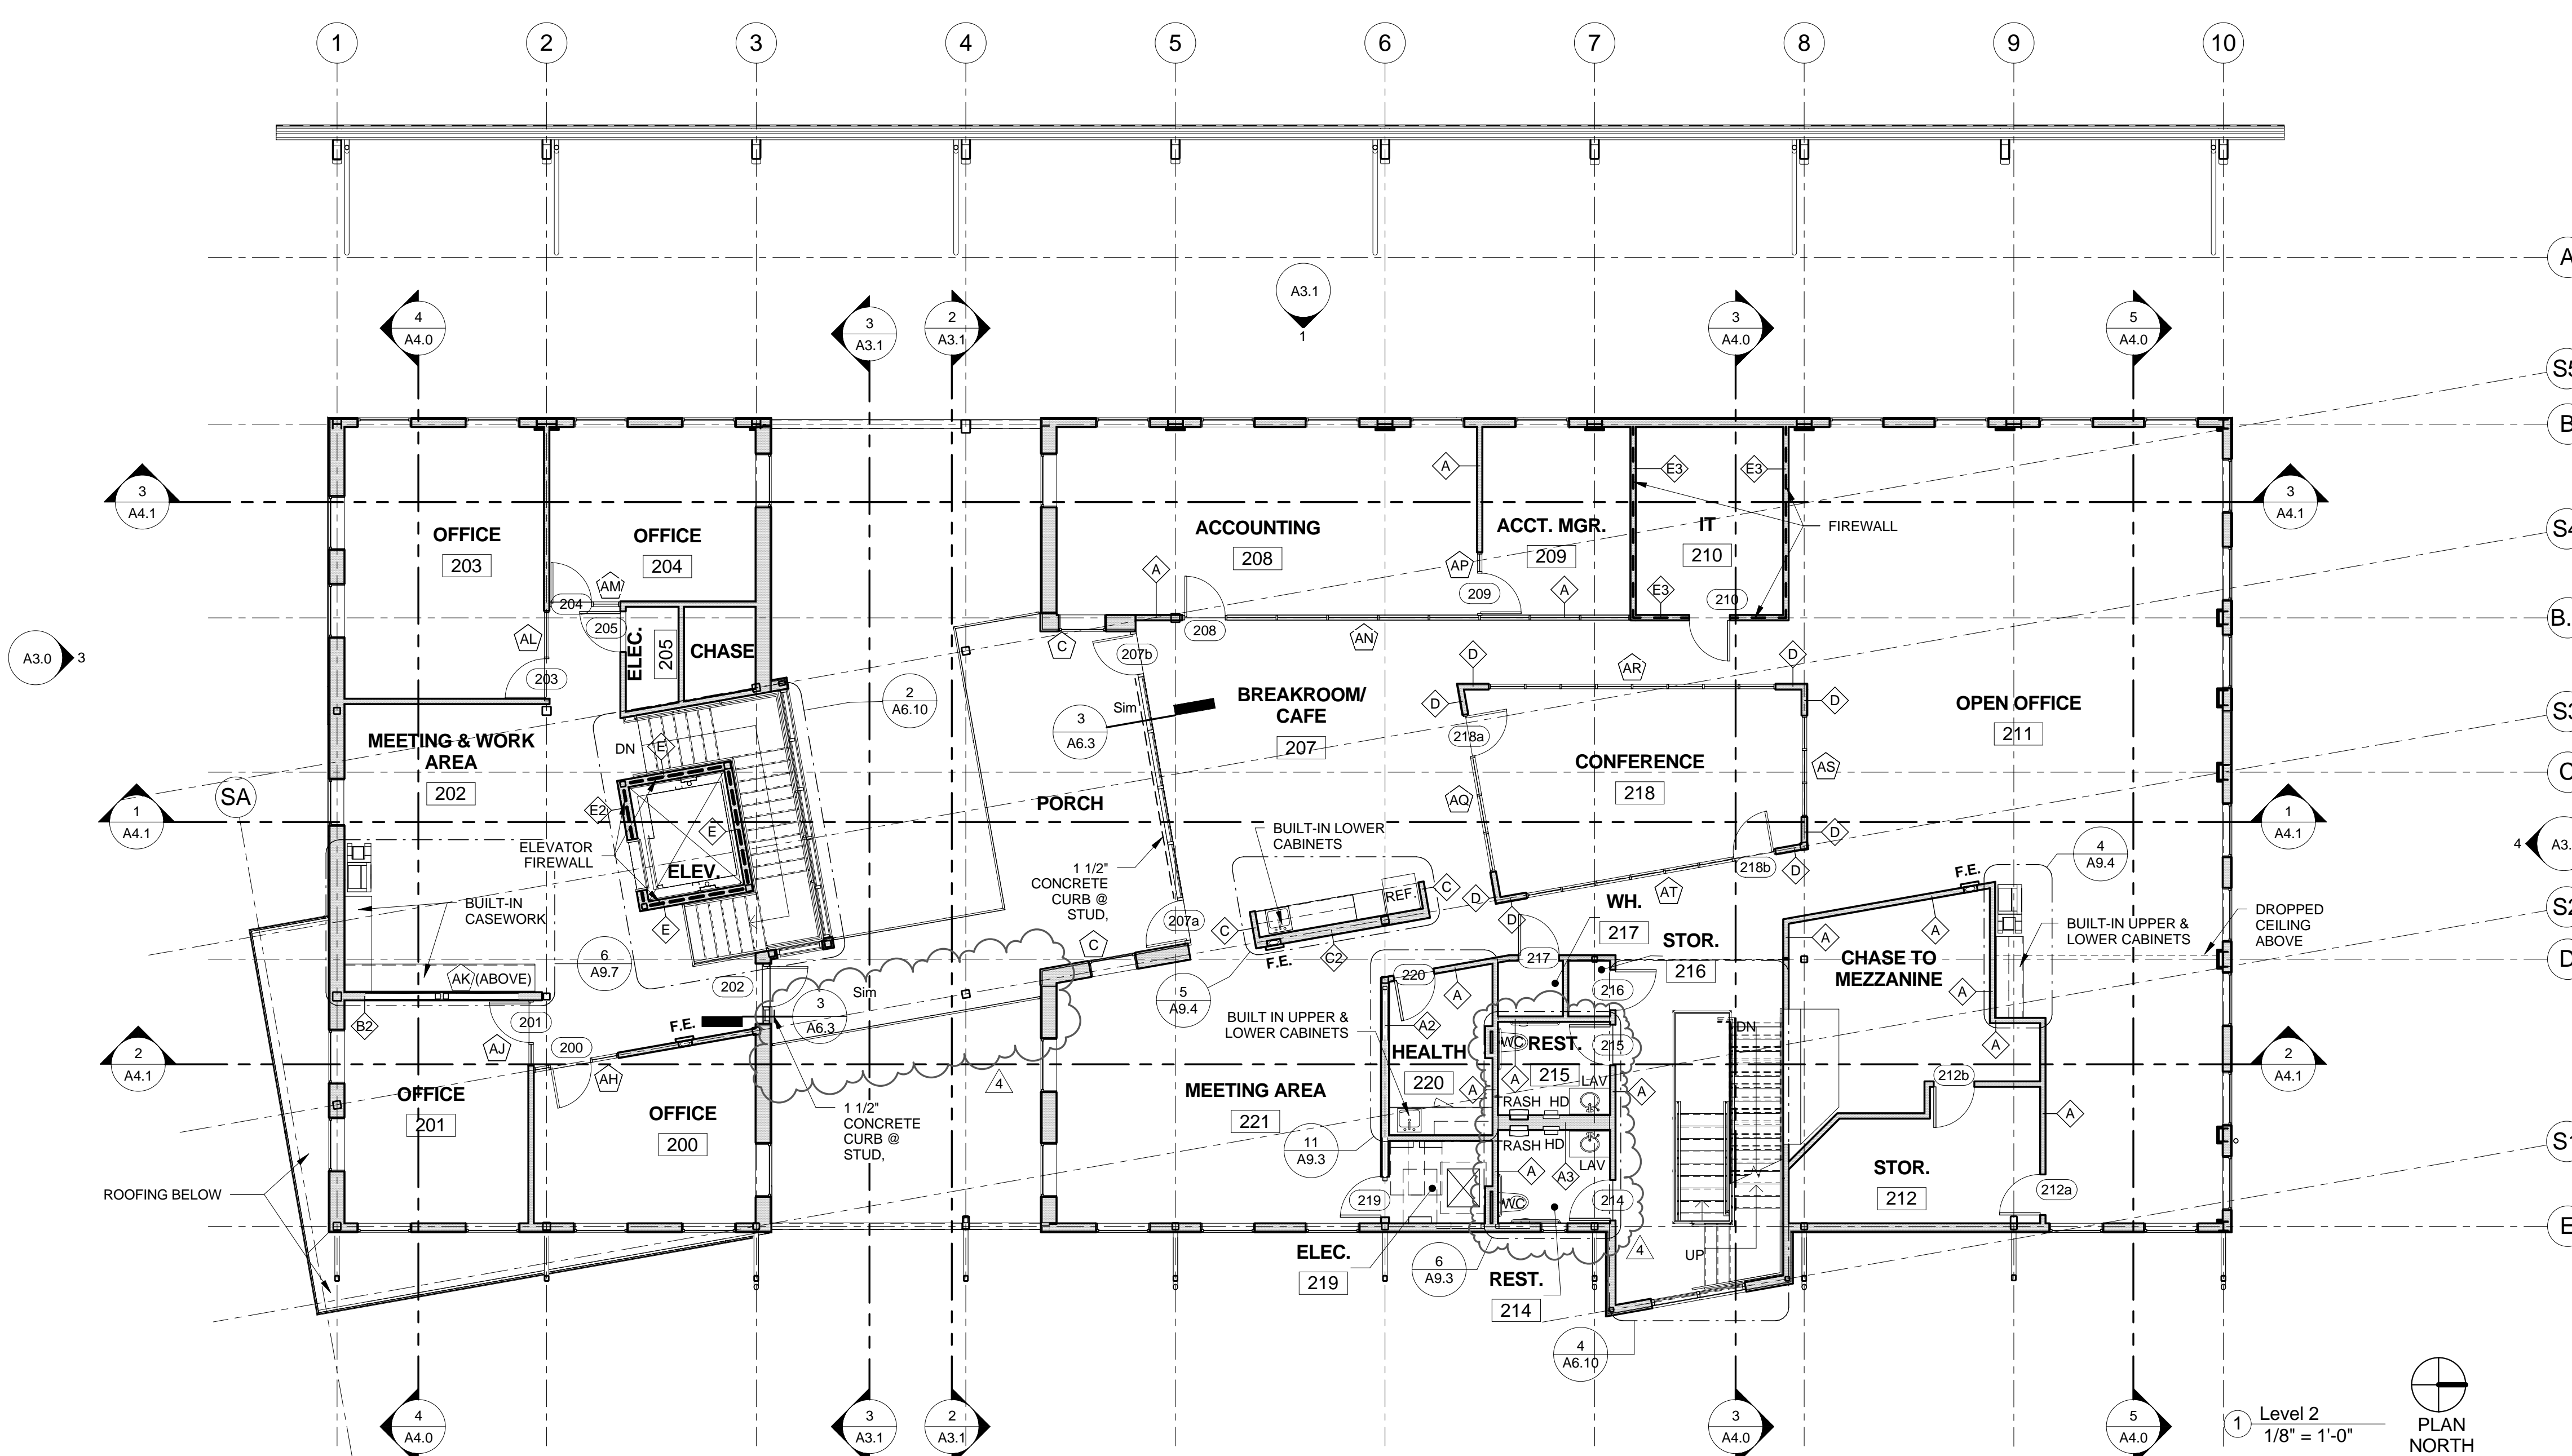 1 2 3 4 5 6 7 8 9 10
A
A3.1
1
4
A4.0
3
A3.1
2
A3.1
3
A4.0
5
A4.0
S5
B
3
A4.1
A
E3
E3
3
A4.1
OFFICE
203
OFFICE
204
ACCOUNTING
208
ACCT. MGR.
209
IT
210
FIREWALL
S4
AM
204
205
AL
203
ELEC.
205
CHASE
A
AP
209
A
E3
210
208
AN
C
207b
B.
A3.0
3
D
AR
D
D
D
218a
2
A6.10
Sim
3
A6.3
BREAKROOM/
CAFE
207
OPEN OFFICE
211
S3
MEETING & WORK
AREA
202
DN
E
E2
E
ELEVATOR
FIREWALL
ELEV.
E
SA
PORCH
CONFERENCE
218
AS
AQ
D
C
1
A4.1
1
A4.1
4
A3.
BUILT-IN LOWER
CABINETS
1 1/2"
CONCRETE
CURB @
STUD,
207a
REF.
C
C
C
C2
F.E.
D
D
218b
D
AT
F.E.
4
A9.4
BUILT-IN
CASEWORK
AK
(ABOVE)
6
A9.7
WH.
217
STOR.
216
CHASE TO
MEZZANINE
A
A
A
A
BUILT-IN UPPER &
LOWER CABINETS
DROPPED
CEILING
ABOVE
S2
D
202
Sim
3
A6.3
F.E.
5
A9.4
BUILT IN UPPER &
LOWER CABINETS
220
A
217
216
A2
B2
201
AJ
200
AH
2
A4.1
2
A4.1
OFFICE
201
OFFICE
200
1 1/2"
CONCRETE
CURB @
STUD,
4
MEETING AREA
221
HEALTH
220
A
WC
REST.
215
215
A
LAV
A
TRASH HD
TRASH HD
LAV
A
A3
WC
214
DN
212b
A
S1
11
A9.3
219
STOR.
212
212a
ROOFING BELOW
ELEC.
219
6
A9.3
REST.
214
4
UP
E
4
A6.10
4
A4.0
3
A3.1
2
A3.1
3
A4.0
5
A4.0
1
Level 2
1/8" = 1'-0"
PLAN
NORTH